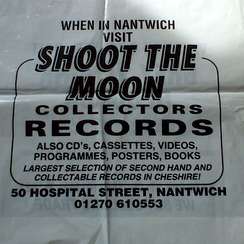 WHEN IN NANTWICH
VISIT
SHOOT THE
MOON
COLLECTORS
RECORDS
ALSO CD's, CASSETTES, VIDEOS,
PROGRAMMES, POSTERS, BOOKS
LARGEST SELECTION OF SECOND HAND AND
COLLECTABLE RECORDS IN CHESHIRE!
50 HOSPITAL STREET, NANTWICH
01270 610553